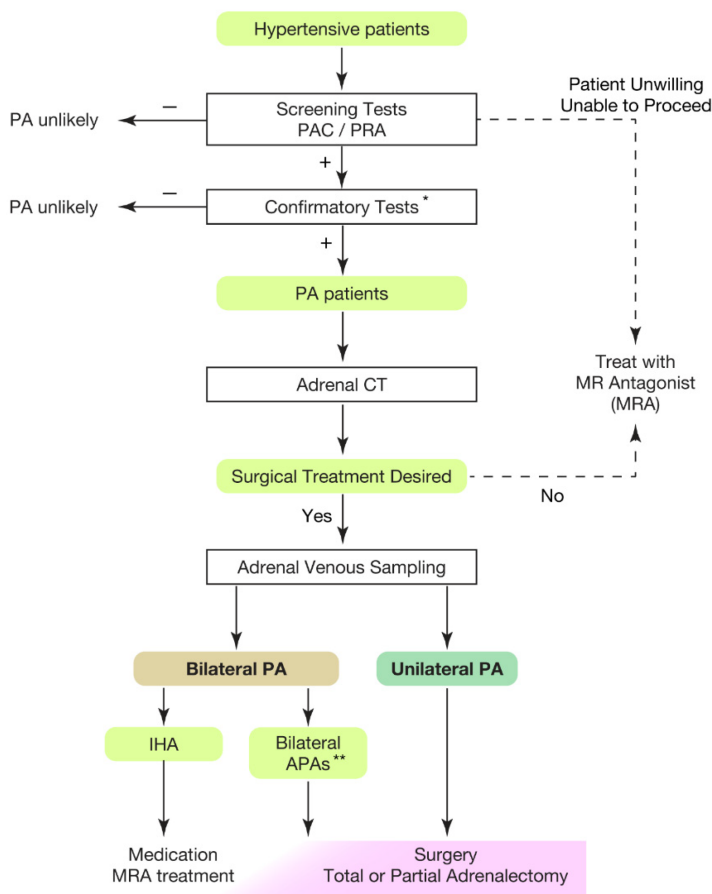 Hypertensive patients
Patient Unwilling
Unable to Proceed
PA unlikely
−
Screening Tests
PAC / PRA
+
PA unlikely
−
Confirmatory Tests *
+
PA patients
Treat with
MR Antagonist
(MRA)
Adrenal CT
Surgical Treatment Desired
No
Yes
Adrenal Venous Sampling
Bilateral PA
Unilateral PA
IHA
Bilateral
APAs **
Medication
MRA treatment
Surgery
Total or Partial Adrenalectomy